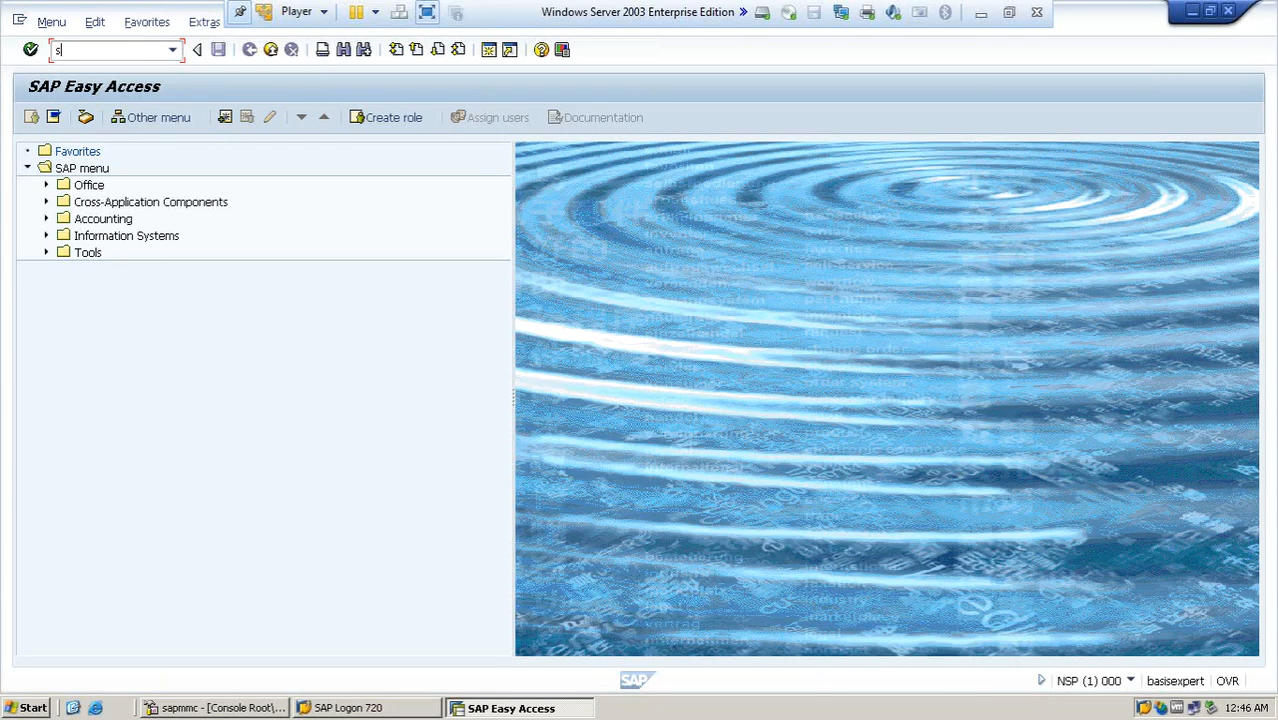 Player
Windows Server 2003 Enterprise Edition
Menu Edit Favorites Extras
s
SAP Easy Access
Other menu Create role Assign users Documentation
Favorites
SAP menu
Office
Cross-Application Components
Accounting
Information Systems
Tools
SAP
NSP (1) 000 basisexpert OVR
Start sapmmc - [Console Root\... SAP Logon 720 SAP Easy Access 12:46 AM